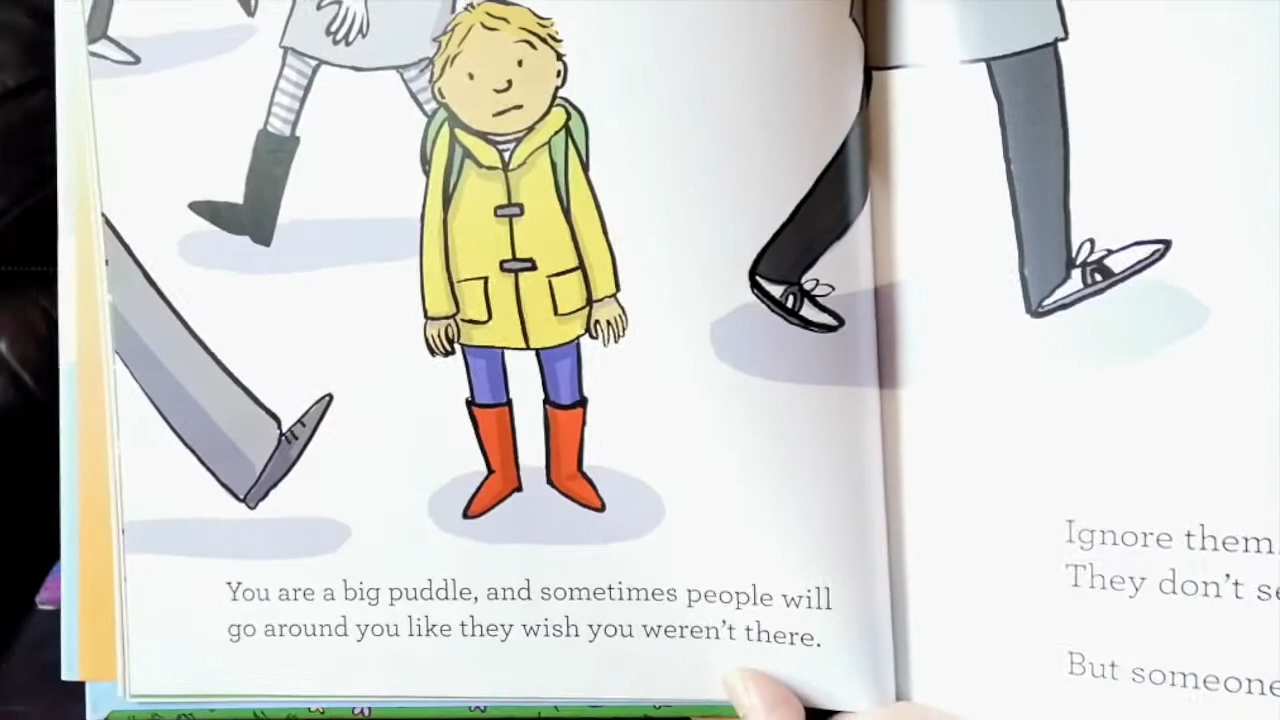 You are a big puddle, and sometimes people will
go around you like they wish you weren't there.
Ignore them.
They don't
But someone